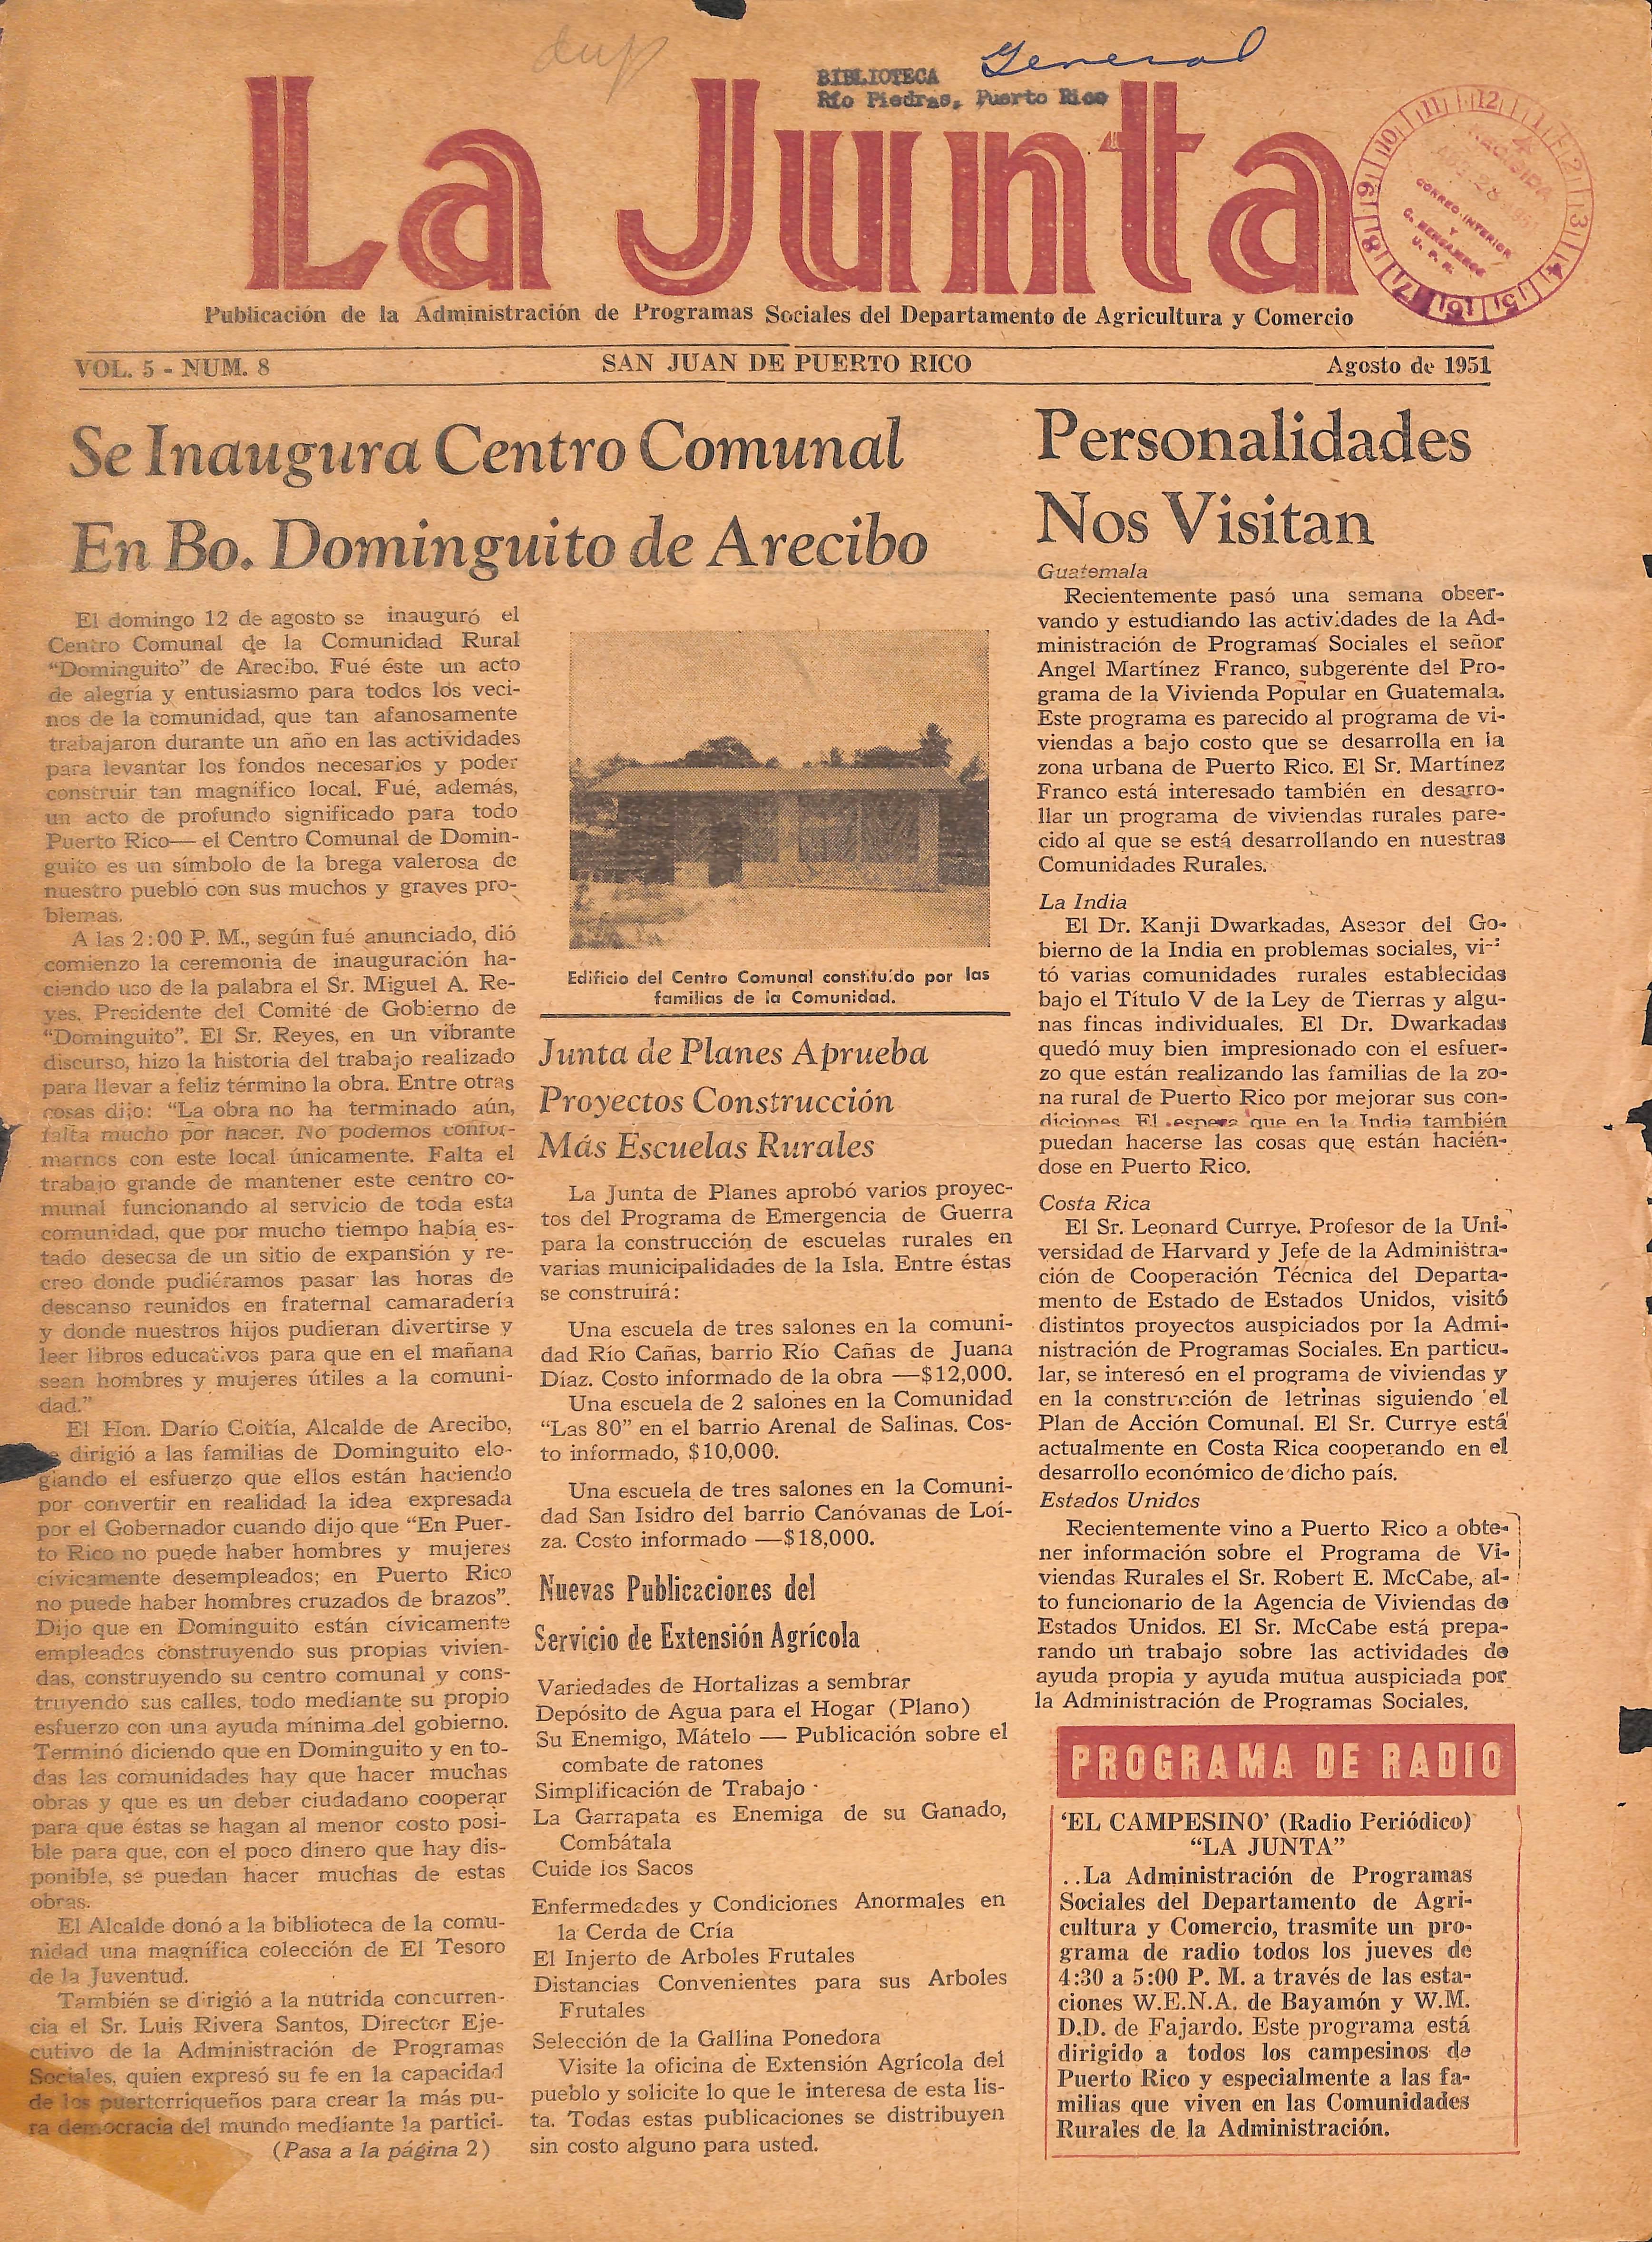 dup
General
BIBLIOTECA
Río Piedras, Puerto Rico
La Junta
RECIBIDA
CORREO INTERIOR
Y
U. P. R.
Publicación de la Administración de Programas Sociales del Departamento de Agricultura y Comercio
VOL. 5 - NUM. 8
SAN JUAN DE PUERTO RICO
Agosto de 1951
Se Inaugura Centro Comunal
En Bo. Dominguito de Arecibo
El domingo 12 de agosto se inauguró el
Centro Comunal de la Comunidad Rural
“Dominguito” de Arecibo. Fué éste un acto
de alegría y entusiasmo para todos los veci-
nos de la comunidad, que tan afanosamente
trabajaron durante un año en las actividades
para levantar los fondos necesarios y poder
construir tan magnífico local. Fué, además,
un acto de profundo significado para todo
Puerto Rico— el Centro Comunal de Domin-
guito es un símbolo de la brega valerosa de
nuestro pueblo con sus muchos y graves pro-
blemas.
A las 2:00 P. M., según fué anunciado, dió
comienzo la ceremonia de inauguración ha-
ciendo uso de la palabra el Sr. Miguel A. Re-
yes, Presidente del Comité de Gobierno de
“Dominguito”. El Sr. Reyes, en un vibrante
discurso, hizo la historia del trabajo realizado
para llevar a feliz término la obra. Entre otras
cosas dijo: “La obra no ha terminado aún,
falta mucho por hacer. No podemos confor-
marnos con este local únicamente. Falta el
trabajo grande de mantener este centro co-
munal funcionando al servicio de toda esta
comunidad, que por mucho tiempo había es-
tado deseosa de un sitio de expansión y re-
creo donde pudiéramos pasar las horas de
descanso reunidos en fraternal camaradería
y donde nuestros hijos pudieran divertirse y
leer libros educativos para que en el mañana
sean hombres y mujeres útiles a la comuni-
dad.”
El Hon. Darío Goitía, Alcalde de Arecibo,
se dirigió a las familias de Dominguito elo-
giando el esfuerzo que ellos están haciendo
por convertir en realidad la idea expresada
por el Gobernador cuando dijo que “En Puer-
to Rico no puede haber hombres y mujeres
cívicamente desempleados; en Puerto Rico
no puede haber hombres cruzados de brazos”.
Dijo que en Dominguito están cívicamente
empleados construyendo sus propias vivien-
das, construyendo su centro comunal y cons-
truyendo sus calles, todo mediante su propio
esfuerzo con una ayuda mínima del gobierno.
Terminó diciendo que en Dominguito y en to-
das las comunidades hay que hacer muchas
obras y que es un deber ciudadano cooperar
para que éstas se hagan al menor costo posi-
ble para que, con el poco dinero que hay dis-
ponible, se puedan hacer muchas de estas
obras.
El Alcalde donó a la biblioteca de la comu-
nidad una magnífica colección de El Tesoro
de la Juventud.
También se dirigió a la nutrida concurren-
cia el Sr. Luis Rivera Santos, Director Eje-
cutivo de la Administración de Programas
Sociales, quien expresó su fe en la capacidad
de los puertorriqueños para crear la más pu-
ra democracia del mundo mediante la partici-
(Pasa a la página 2)
Edificio del Centro Comunal constituído por las
familias de la Comunidad.
Junta de Planes Aprueba
Proyectos Construcción
Más Escuelas Rurales
La Junta de Planes aprobó varios proyec-
tos del Programa de Emergencia de Guerra
para la construcción de escuelas rurales en
varias municipalidades de la Isla. Entre éstas
se construirá:
Una escuela de tres salones en la comuni-
dad Río Cañas, barrio Río Cañas de Juana
Díaz. Costo informado de la obra —$12,000.
Una escuela de 2 salones en la Comunidad
“Las 80” en el barrio Arenal de Salinas. Cos-
to informado, $10,000.
Una escuela de tres salones en la Comuni-
dad San Isidro del barrio Canóvanas de Loí-
za. Costo informado —$18,000.
Nuevas Publicaciones del
Servicio de Extensión Agrícola
Variedades de Hortalizas a sembrar
Depósito de Agua para el Hogar (Plano)
Su Enemigo, Mátelo — Publicación sobre el
combate de ratones
Simplificación de Trabajo
La Garrapata es Enemiga de su Ganado,
Combátala
Cuide los Sacos
Enfermedades y Condiciones Anormales en
la Cerda de Cría
El Injerto de Arboles Frutales
Distancias Convenientes para sus Arboles
Frutales
Selección de la Gallina Ponedora
Visite la oficina de Extensión Agrícola del
pueblo y solicite lo que le interesa de esta lis-
ta. Todas estas publicaciones se distribuyen
sin costo alguno para usted.
Personalidades
Nos Visitan
Guatemala
Recientemente pasó una semana obser-
vando y estudiando las actividades de la Ad-
ministración de Programas Sociales el señor
Angel Martínez Franco, subgerente del Pro-
grama de la Vivienda Popular en Guatemala.
Este programa es parecido al programa de vi-
viendas a bajo costo que se desarrolla en la
zona urbana de Puerto Rico. El Sr. Martínez
Franco está interesado también en desarro-
llar un programa de viviendas rurales pare-
cido al que se está desarrollando en nuestras
Comunidades Rurales.
La India
El Dr. Kanji Dwarkadas, Asesor del Go-
bierno de la India en problemas sociales, visi-
tó varias comunidades rurales establecidas
bajo el Título V de la Ley de Tierras y algu-
nas fincas individuales. El Dr. Dwarkadas
quedó muy bien impresionado con el esfuer-
zo que están realizando las familias de la zo-
na rural de Puerto Rico por mejorar sus con-
diciones. El espera que en la India también
puedan hacerse las cosas que están hacién-
dose en Puerto Rico.
Costa Rica
El Sr. Leonard Currye. Profesor de la Uni-
versidad de Harvard y Jefe de la Administra-
ción de Cooperación Técnica del Departa-
mento de Estado de Estados Unidos, visitó
distintos proyectos auspiciados por la Admi-
nistración de Programas Sociales. En particu-
lar, se interesó en el programa de viviendas y
en la construcción de letrinas siguiendo el
Plan de Acción Comunal. El Sr. Currye está
actualmente en Costa Rica cooperando en el
desarrollo económico de dicho país.
Estados Unidos
Recientemente vino a Puerto Rico a obte-
ner información sobre el Programa de Vi-
viendas Rurales el Sr. Robert E. McCabe, al-
to funcionario de la Agencia de Viviendas de
Estados Unidos. El Sr. McCabe está prepa-
rando un trabajo sobre las actividades de
ayuda propia y ayuda mutua auspiciada por
la Administración de Programas Sociales.
PROGRAMA DE RADIO
‘EL CAMPESINO’ (Radio Periódico)
“LA JUNTA”
..La Administración de Programas
Sociales del Departamento de Agri-
cultura y Comercio, trasmite un pro-
grama de radio todos los jueves de
4:30 a 5:00 P. M. a través de las esta-
ciones W.E.N.A. de Bayamón y W.M.
D.D. de Fajardo. Este programa está
dirigido a todos los campesinos de
Puerto Rico y especialmente a las fa-
milias que viven en las Comunidades
Rurales de la Administración.